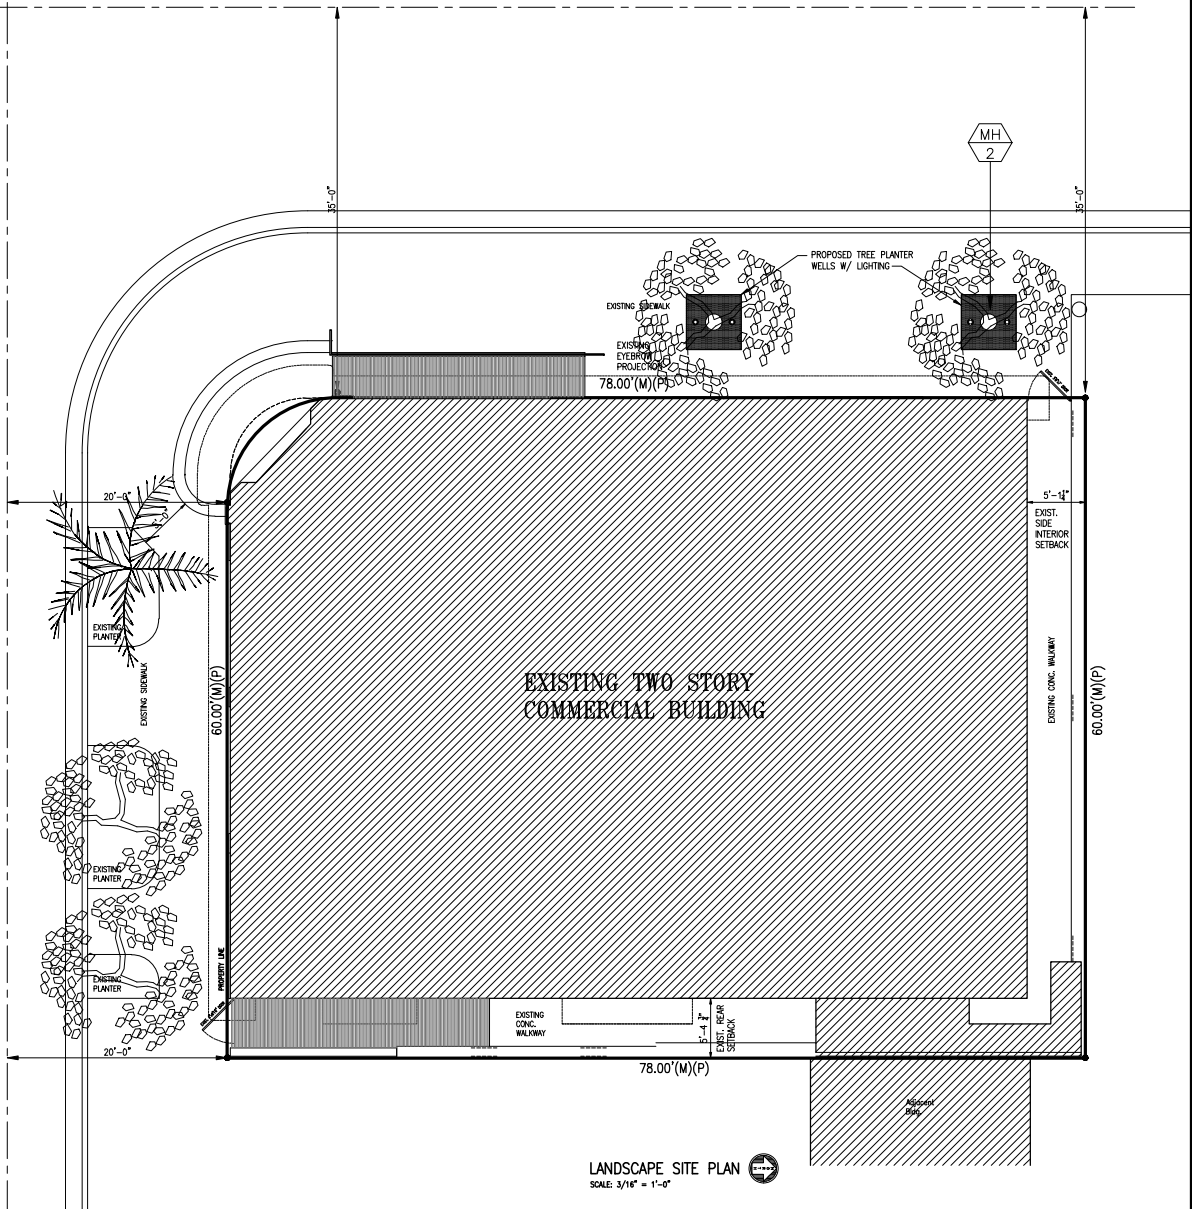 MH
2
35'-0"
35'-0"
PROPOSED TREE PLANTER
WELLS W/ LIGHTING
EXISTING SIDEWALK
EXISTING
EYEBROW
PROJECTION
78.00'(M)(P)
20'-0"
5'-1
EXIST.
SIDE
INTERIOR
SETBACK
EXISTING
PLANTER
EXISTING SIDEWALK
60.00'(M)(P)
EXISTING TWO STORY
COMMERCIAL BUILDING
EXISTING CONC. WALKWAY
60.00'(M)(P)
EXISTING
PLANTER
PROPERTY LINE
EXISTING
PLANTER
EXISTING
CONC.
WALKWAY
5'-4
EXIST. REAR
SETBACK
20'-0"
78.00'(M)(P)
Adjacent
Bldg.
LANDSCAPE SITE PLAN
SCALE: 3/16" = 1'-0"